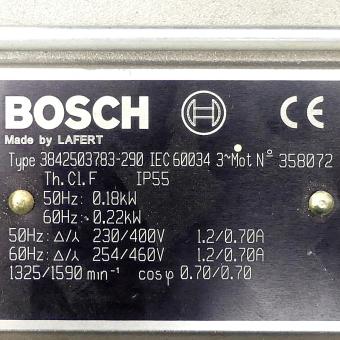 BOSCH CE
Made by LAFERT
Type 3842503783-290 IEC60034 3~Mot N° 358072
Th.Cl.F IP55
50Hz: 0.18kW
60Hz: 0.22kW
50Hz: △/⅄ 230/400V 1.2/0.70A
60Hz: △/⅄ 254/460V 1.2/0.70A
1325/1590 min⁻¹ cosφ 0.70/0.70